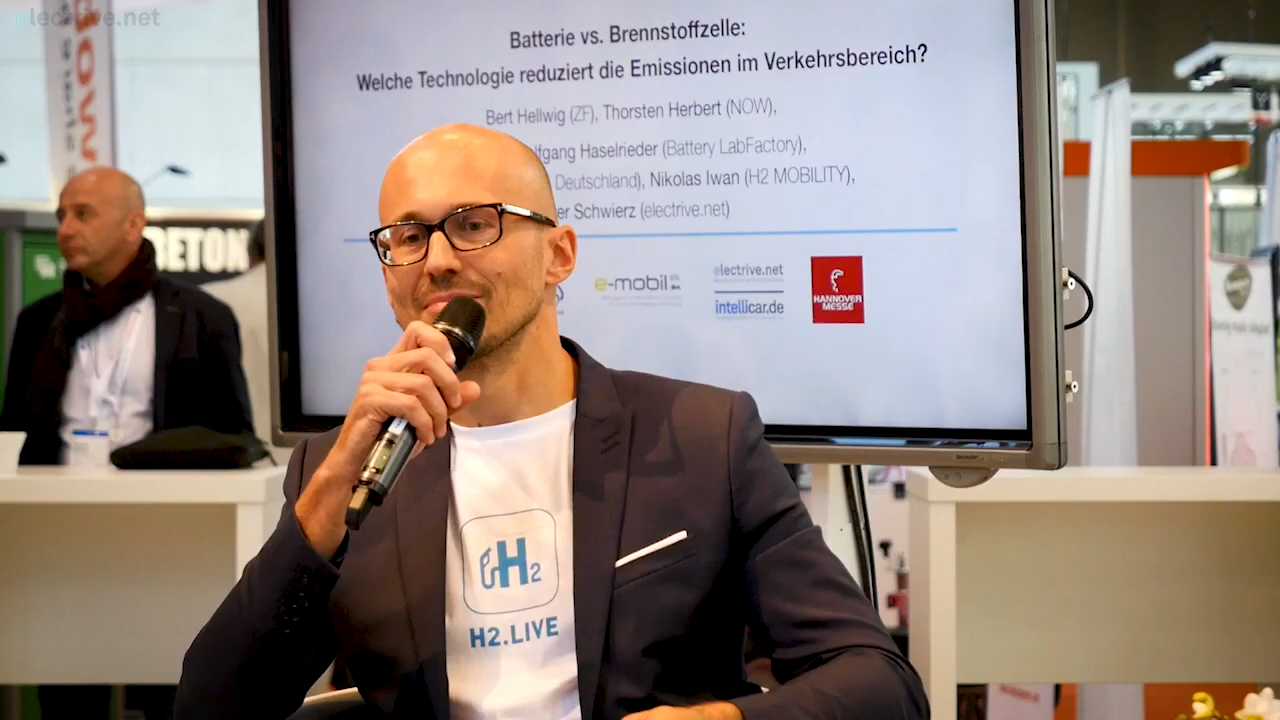 electrive.net
Batterie vs. Brennstoffzelle:
Welche Technologie reduziert die Emissionen im Verkehrsbereich?
Bert Hellwig (ZF), Thorsten Herbert (NOW),
Haselrieder (Battery LabFactory),
Deutschland), Nikolas Iwan (H2 MOBILITY),
Schwierz (electrive.net)
e-mobil
electrive.net
intellicar.de
HANNOVER
MESSE
BETON
SHARP
H2
H2.LIVE